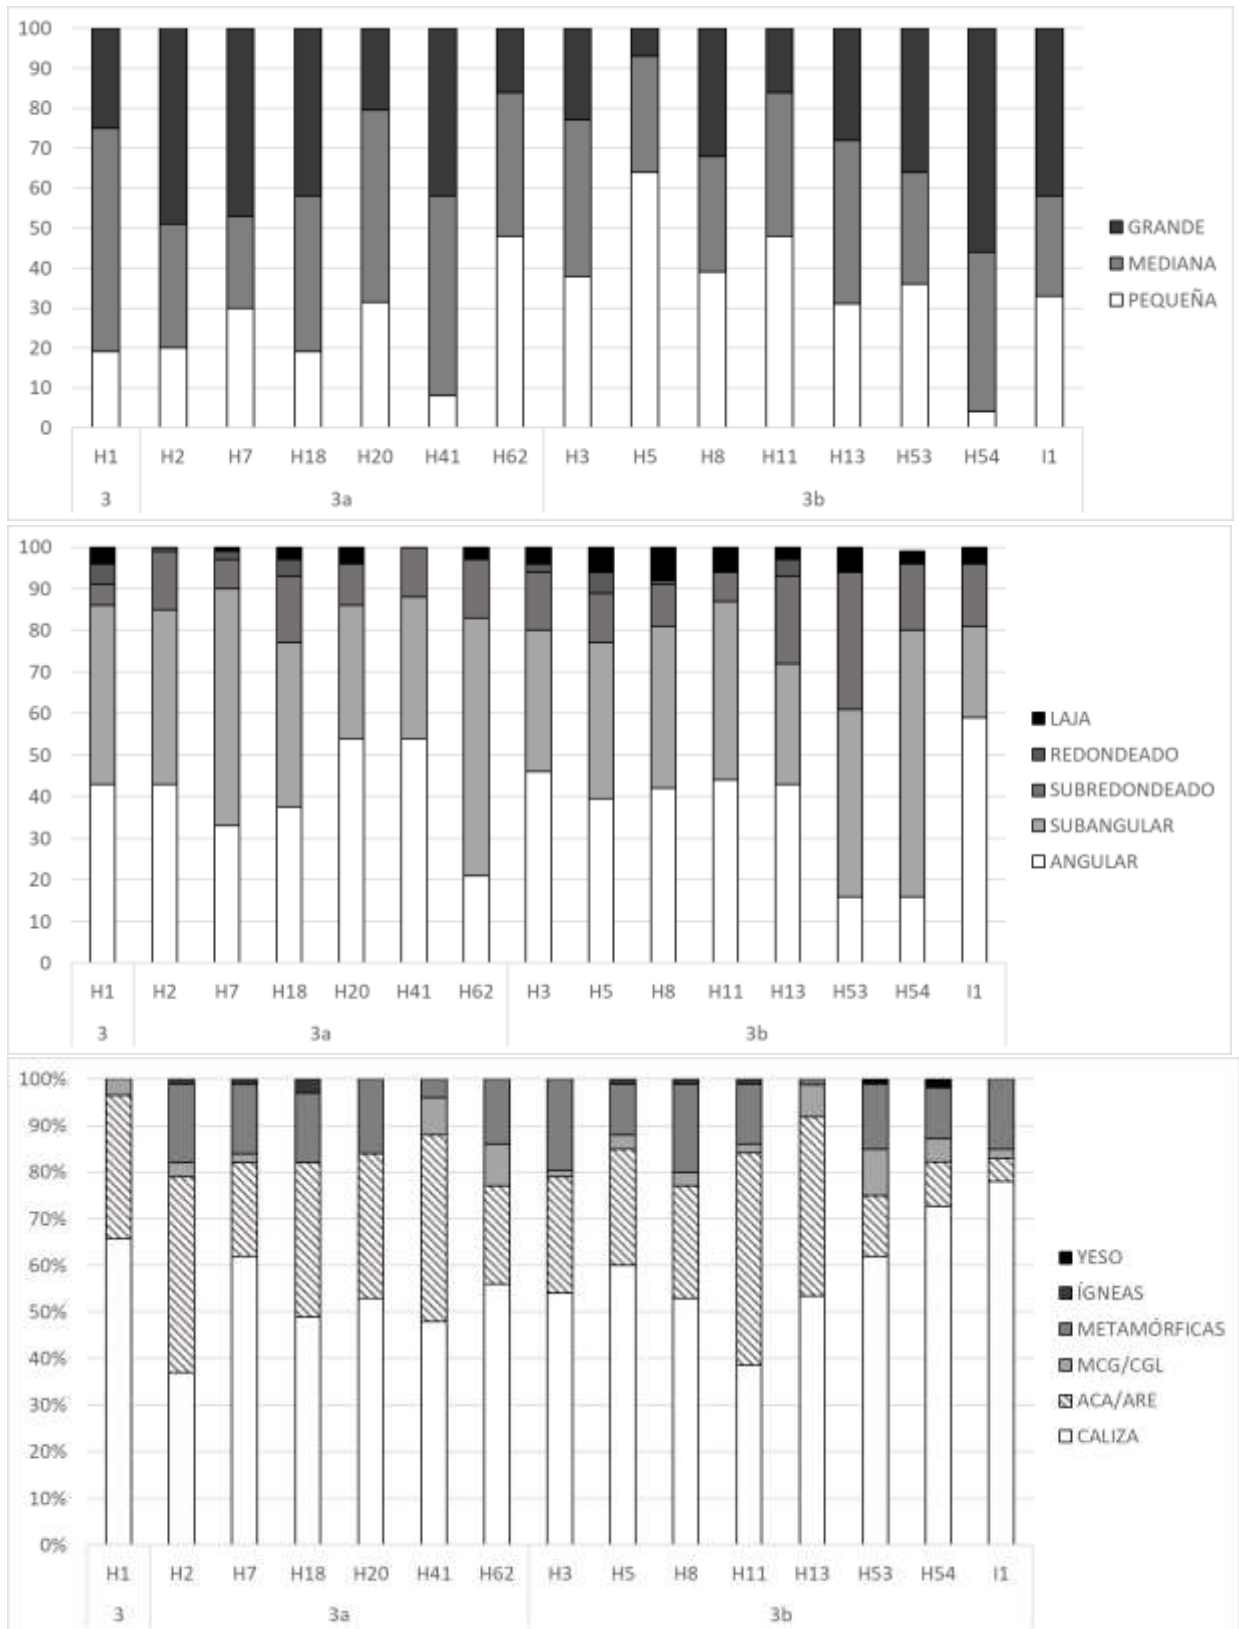 100
90
80
70
60
50
40
30
20
10
0
GRANDE
MEDIANA
PEQUEÑA
H1 H2 H7 H18 H20 H41 H62 H3 H5 H8 H11 H13 H53 H54 I1
3 3a 3b
100
90
80
70
60
50
40
30
20
10
0
LAJA
REDONDEADO
SUBREDONDEADO
SUBANGULAR
ANGULAR
H1 H2 H7 H18 H20 H41 H62 H3 H5 H8 H11 H13 H53 H54 I1
3 3a 3b
100%
90%
80%
70%
60%
50%
40%
30%
20%
10%
0%
YESO
ÍGNEAS
METAMÓRFICAS
MCG/CGL
ACA/ARE
CALIZA
H1 H2 H7 H18 H20 H41 H62 H3 H5 H8 H11 H13 H53 H54 I1
3 3a 3b